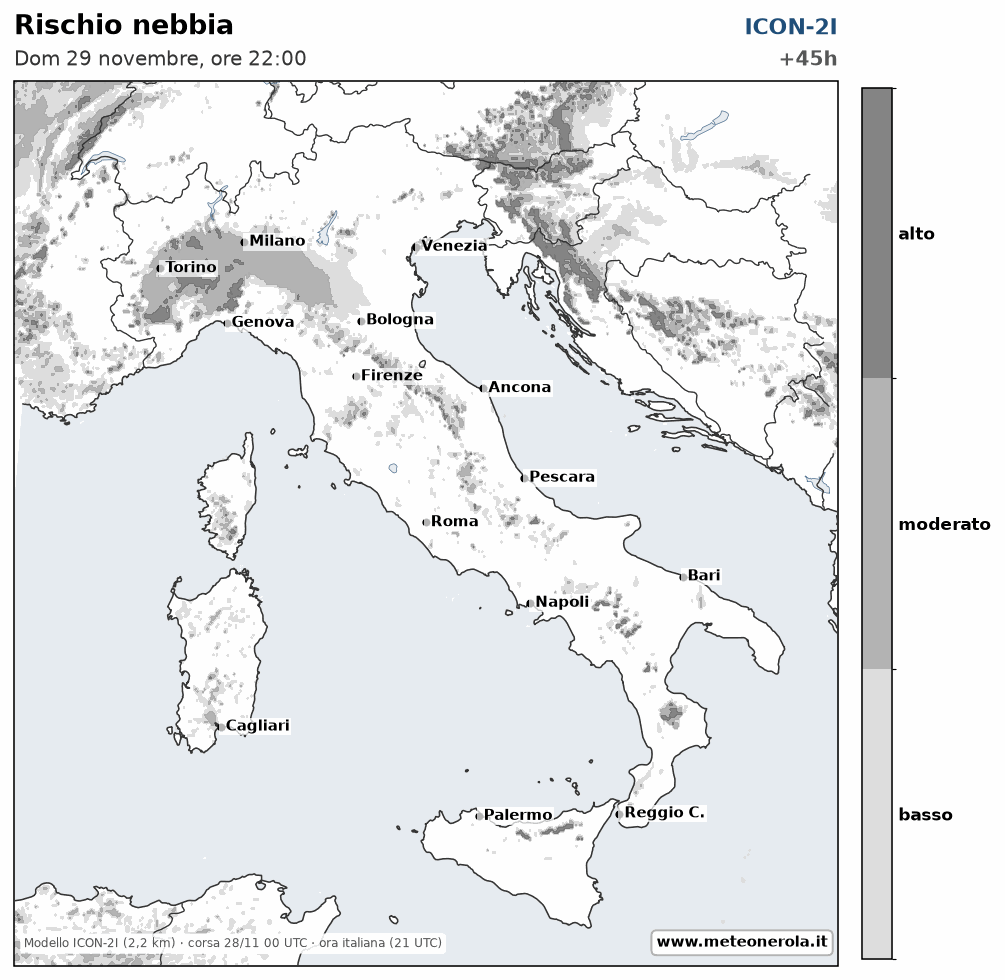 Rischio nebbia
ICON-2I
Dom 29 novembre, ore 22:00
+45h
Milano
Venezia
Torino
Genova
Bologna
Firenze
Ancona
Pescara
Roma
Bari
Napoli
Cagliari
Palermo
Reggio C.
alto
moderato
basso
Modello ICON-2I (2,2 km) · corsa 28/11 00 UTC · ora italiana (21 UTC)
www.meteonerola.it